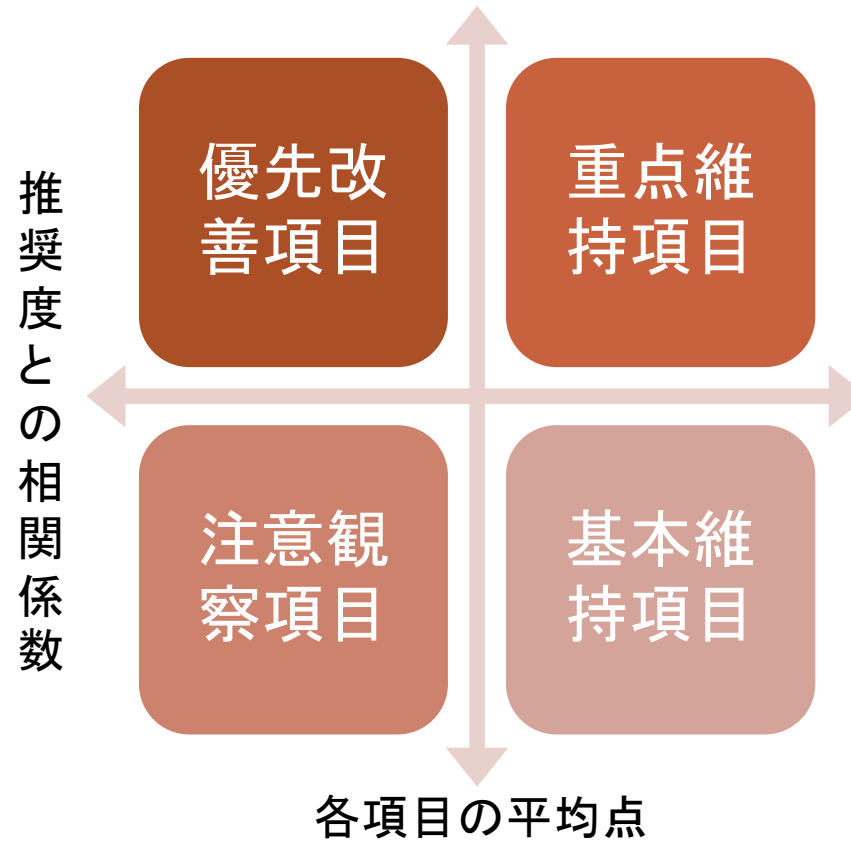 推奨度との相関係数
優先改
善項目
重点維
持項目
注意観
察項目
基本維
持項目
各項目の平均点